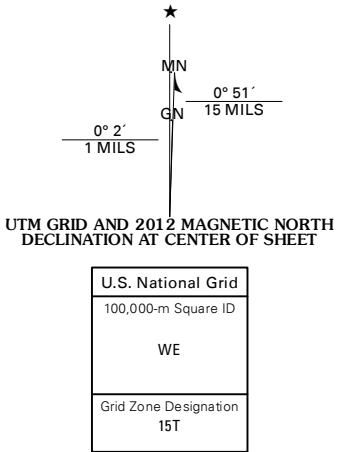 MN
0° 51´
15 MILS
GN
0° 2´
1 MILS
UTM GRID AND 2012 MAGNETIC NORTH
DECLINATION AT CENTER OF SHEET
U.S. National Grid
100,000-m Square ID
WE
Grid Zone Designation
15T